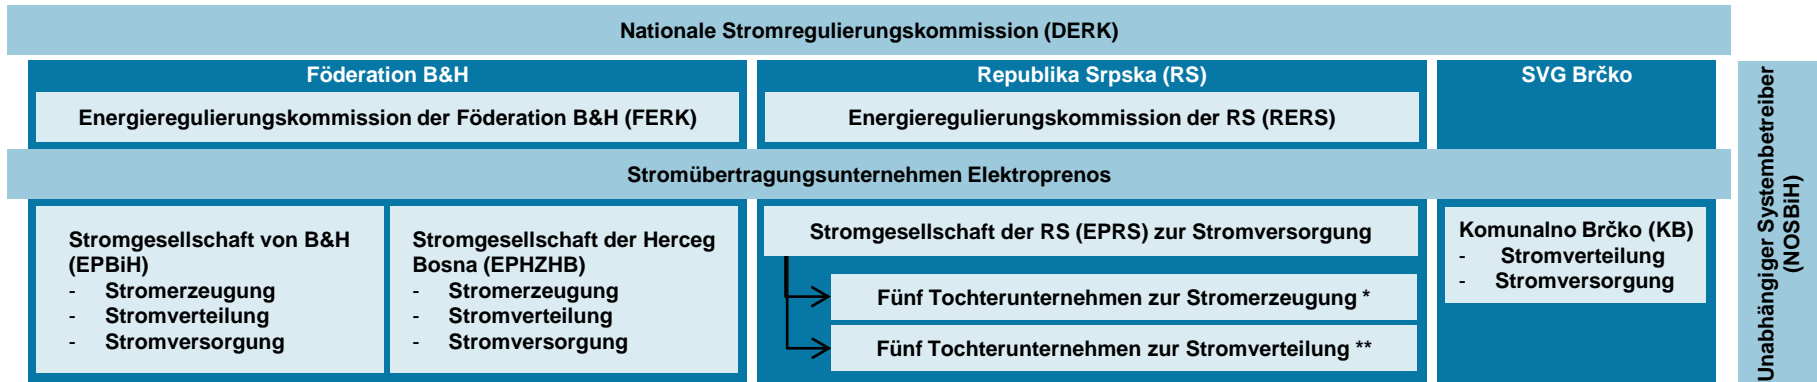 Nationale Stromregulierungskommission (DERK)
Föderation B&H
Energieregulierungskommission der Föderation B&H (FERK)
Republika Srpska (RS)
Energieregulierungskommission der RS (RERS)
SVG Brčko
Stromübertragungsunternehmen Elektroprenos
Stromgesellschaft von B&H
(EPBiH)
- Stromerzeugung
- Stromverteilung
- Stromversorgung
Stromgesellschaft der Herceg
Bosna (EPHZHB)
- Stromerzeugung
- Stromverteilung
- Stromversorgung
Stromgesellschaft der RS (EPRS) zur Stromversorgung
Fünf Tochterunternehmen zur Stromerzeugung *
Fünf Tochterunternehmen zur Stromverteilung **
Komunalno Brčko (KB)
- Stromverteilung
- Stromversorgung
Unabhängiger Systembetreiber
(NOSBiH)